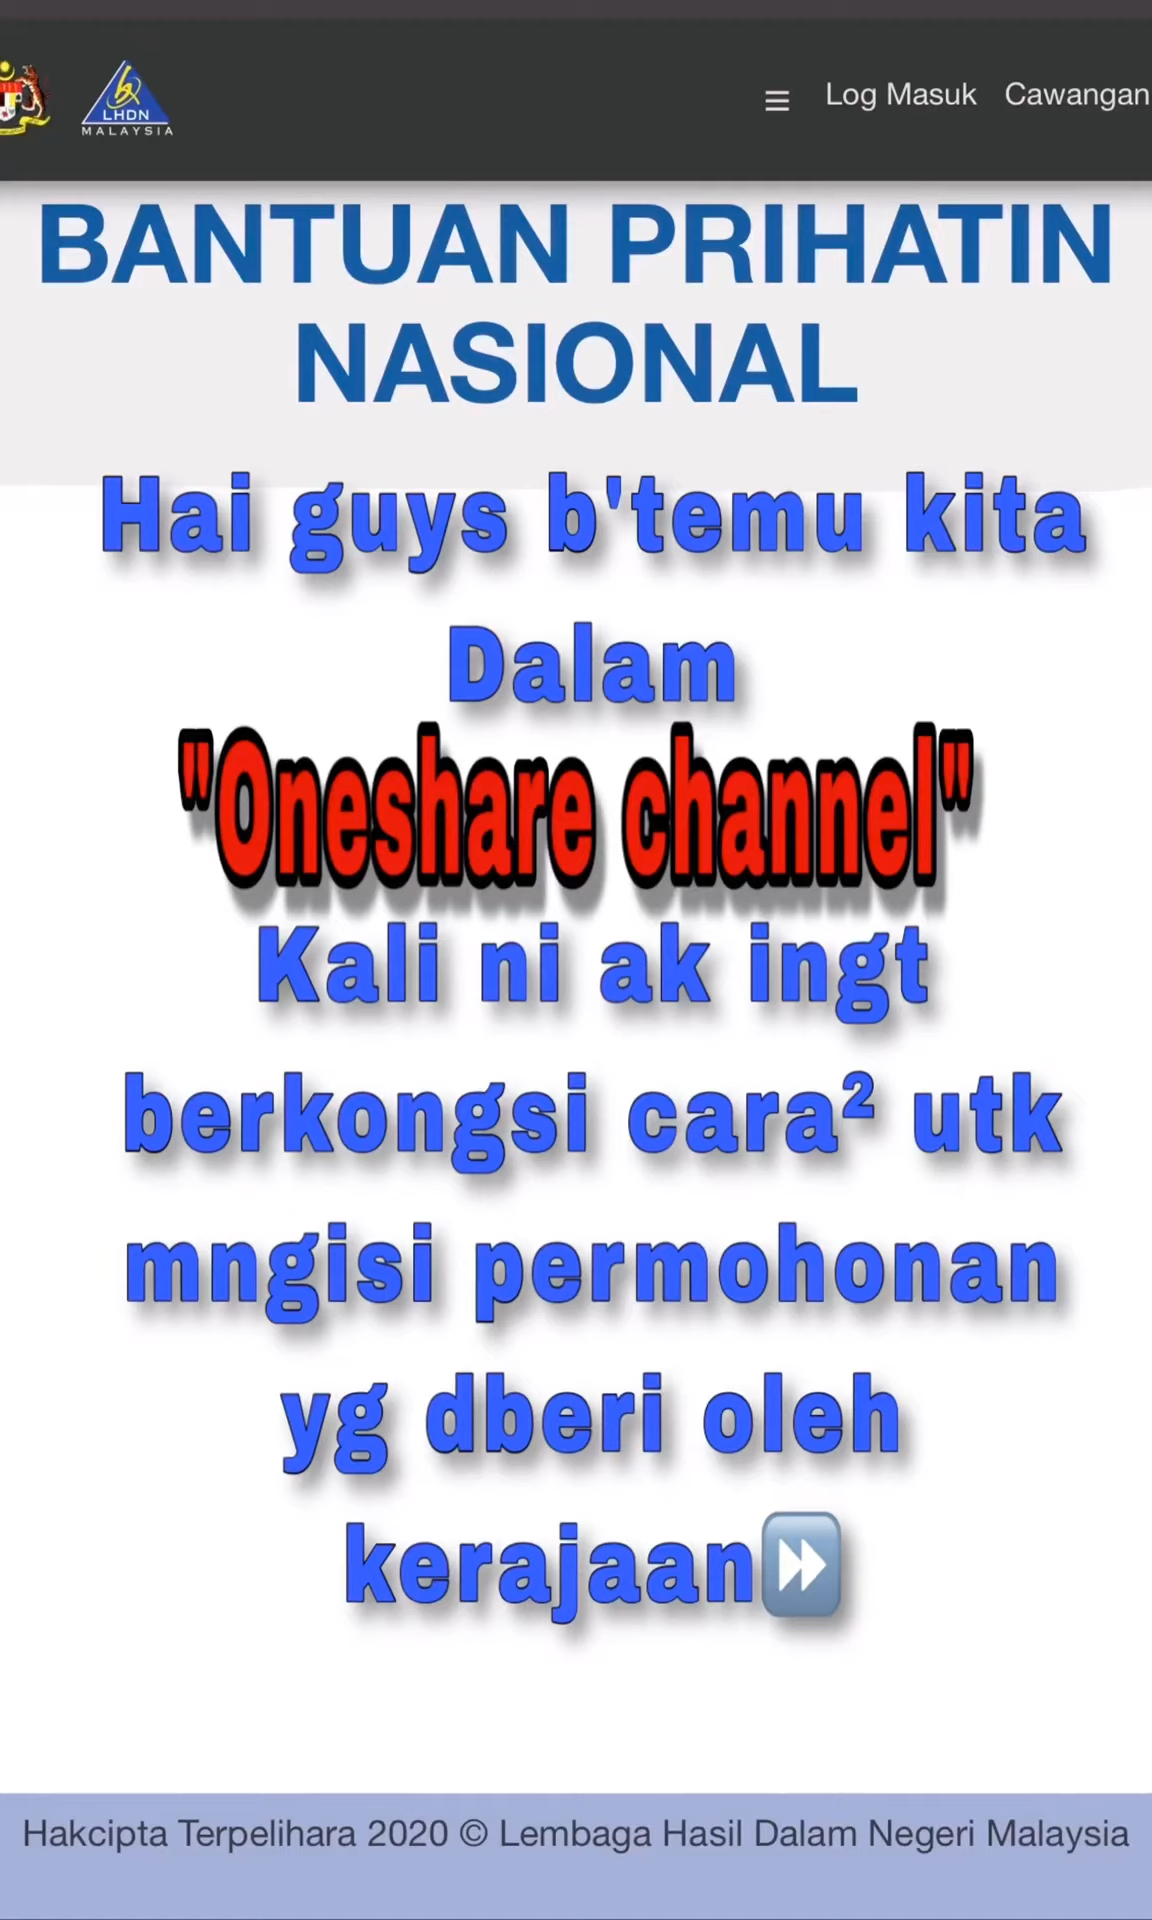 LHDN
MALAYSIA
≡ Log Masuk Cawangan
BANTUAN PRIHATIN
NASIONAL
Hai guys b'temu kita
Dalam
"Oneshare channel"
Kali ni ak ingt
berkongsi cara² utk
mngisi permohonan
yg dberi oleh
kerajaan⏩
Hakcipta Terpelihara 2020 © Lembaga Hasil Dalam Negeri Malaysia